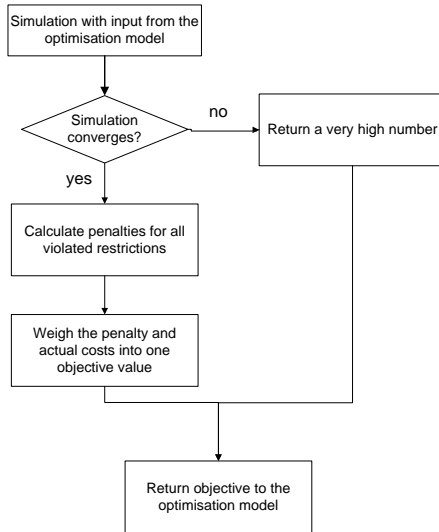 Simulation with input from the
optimisation model
Simulation
converges?
no
Return a very high number
yes
Calculate penalties for all
violated restrictions
Weigh the penalty and
actual costs into one
objective value
Return objective to the
optimisation model